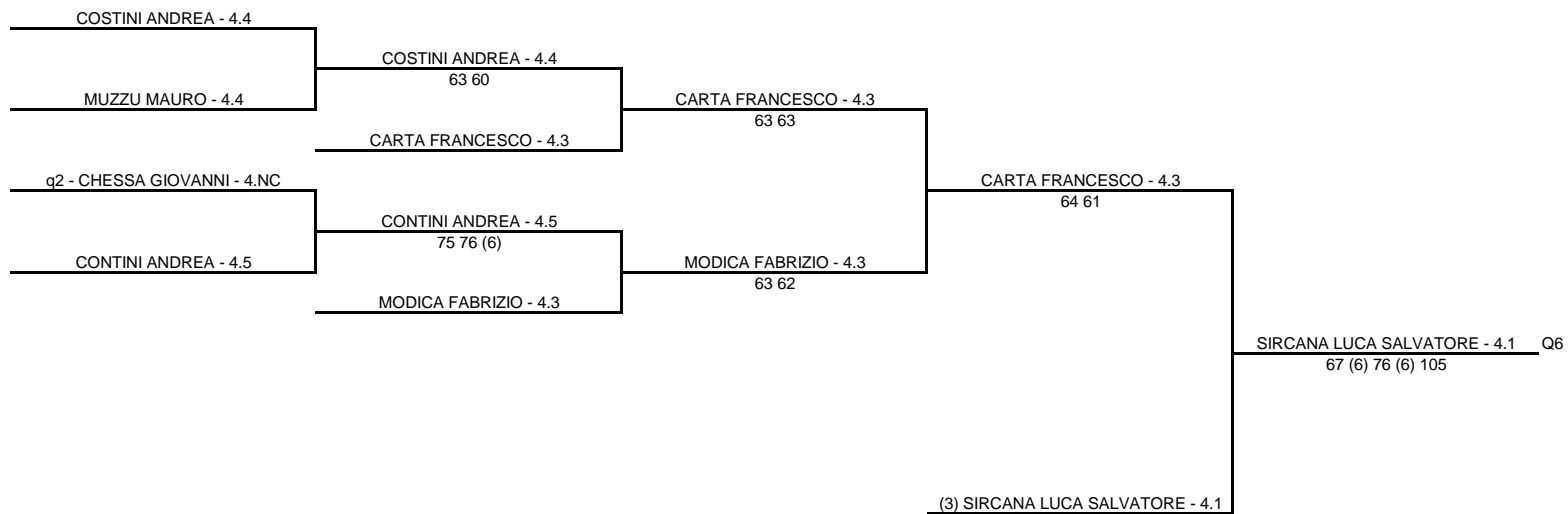 COSTINI ANDREA - 4.4
COSTINI ANDREA - 4.4
63 60
MUZZU MAURO - 4.4
CARTA FRANCESCO - 4.3
63 63
CARTA FRANCESCO - 4.3
q2 - CHESSA GIOVANNI - 4.NC
CARTA FRANCESCO - 4.3
64 61
CONTINI ANDREA - 4.5
75 76 (6)
CONTINI ANDREA - 4.5
MODICA FABRIZIO - 4.3
63 62
MODICA FABRIZIO - 4.3
SIRCANA LUCA SALVATORE - 4.1 Q6
67 (6) 76 (6) 105
(3) SIRCANA LUCA SALVATORE - 4.1